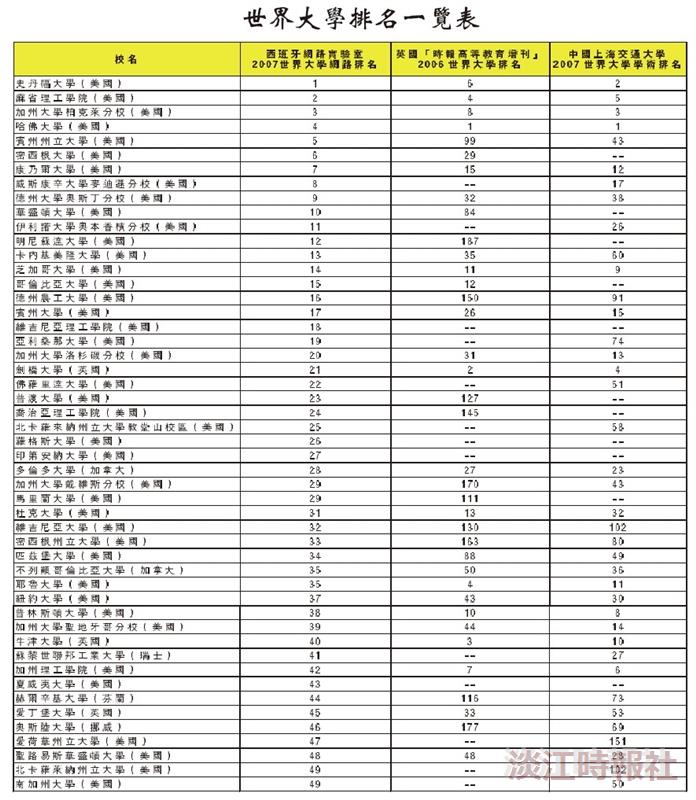 世界大學排名一覽表
校名 西班牙網路實驗室 英國「時報高等教育增刊」 中國上海交通大學
2007世界大學網路排名 2006世界大學排名 2007世界大學學術排名
史丹福大學(美國) 1 6 2
麻省理工學院(美國) 2 4 5
加州大學柏克萊分校(美國) 3 8 3
哈佛大學(美國) 4 1 1
賓州州立大學(美國) 5 99 43
密西根大學(美國) 6 29 --
康乃爾大學(美國) 7 15 12
威斯康辛大學麥迪遜分校(美國) 8 -- 17
德州大學奧斯丁分校(美國) 9 32 38
華盛頓大學(美國) 10 84 --
伊利諾大學奧本香檳分校(美國) 11 -- 26
明尼蘇達大學(美國) 12 187 --
卡內基美隆大學(美國) 13 35 60
芝加哥大學(美國) 14 11 9
哥倫比亞大學(美國) 15 12 --
德州農工大學(美國) 16 150 91
賓州大學(美國) 17 26 15
維吉尼亞理工學院(美國) 18 -- --
亞利桑那大學(美國) 19 -- 74
加州大學洛杉磯分校(美國) 20 31 13
劍橋大學(英國) 21 2 4
佛羅里達大學(美國) 22 -- 51
普渡大學(美國) 23 127 --
喬治亞理工學院(美國) 24 145 --
北卡羅來納州立大學教堂山校區(美國) 25 -- 58
羅格斯大學(美國) 26 -- --
印第安納大學(美國) 27 -- --
多倫多大學(加拿大) 28 27 23
加州大學戴維斯分校(美國) 29 170 43
馬里蘭大學(美國) 29 111 --
杜克大學(美國) 31 13 32
維吉尼亞大學(美國) 32 130 102
密西根州立大學(美國) 33 163 80
匹茲堡大學(美國) 34 88 49
不列顛哥倫比亞大學(加拿大) 35 50 36
耶魯大學(美國) 35 4 11
紐約大學(美國) 37 43 30
普林斯頓大學(美國) 38 10 8
加州大學聖地牙哥分校(美國) 39 44 14
牛津大學(英國) 40 3 10
蘇黎世聯邦工業大學(瑞士) 41 -- 27
加州理工學院(美國) 42 7 6
夏威夷大學(美國) 43 -- --
赫爾辛基大學(芬蘭) 44 116 73
愛丁堡大學(英國) 45 33 53
奧斯陸大學(挪威) 46 177 69
愛荷華州立大學(美國) 47 -- 151
聖路易斯華盛頓大學(美國) 48 48 28
北卡羅萊納州立大學(美國) 49 -- 102
南加州大學(美國) 49 -- 50
淡江時報社